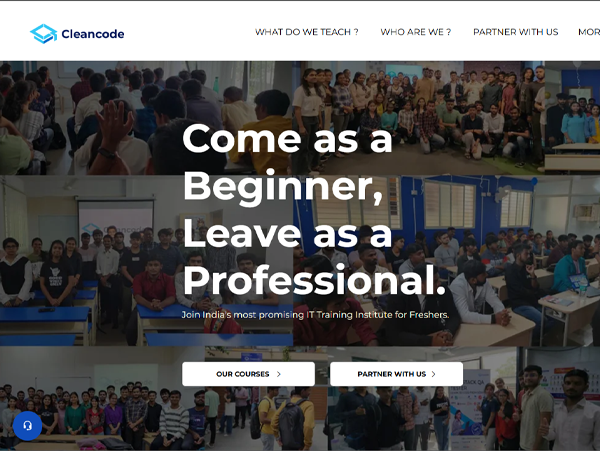 Cleancode
WHAT DO WE TEACH ? WHO ARE WE ? PARTNER WITH US MOR
Come as a
Beginner,
Leave as a
Professional.
Join India's most promising IT Training Institute for Freshers.
OUR COURSES PARTNER WITH US